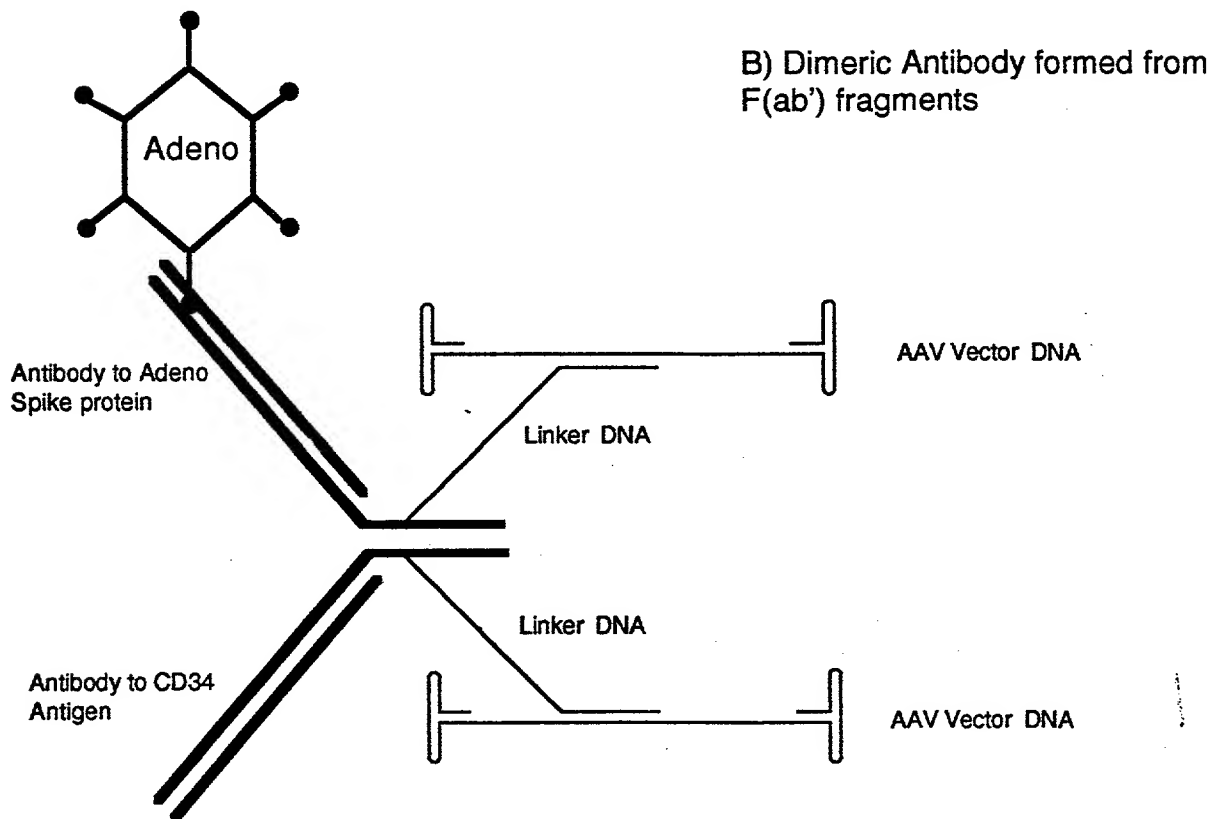 B) Dimeric Antibody formed from
F(ab') fragments
Adeno
Antibody to Adeno
Spike protein
AAV Vector DNA
Linker DNA
Linker DNA
Antibody to CD34
Antigen
AAV Vector DNA